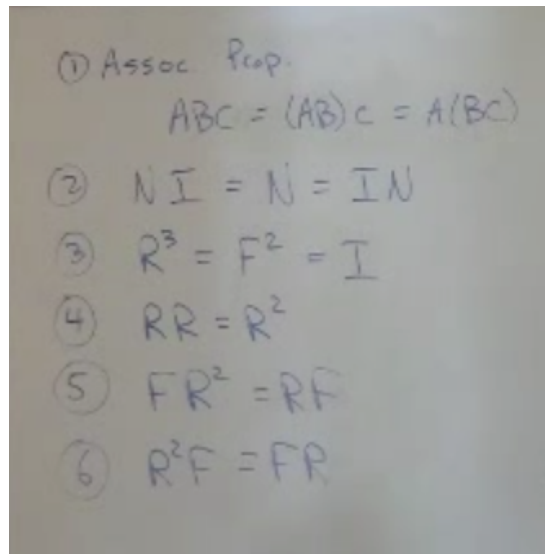 ① Assoc Prop.
ABC = (AB)C = A(BC)
② NI = N = IN
③ R³ = F² = I
④ RR = R²
⑤ FR² = RF
⑥ R²F = FR